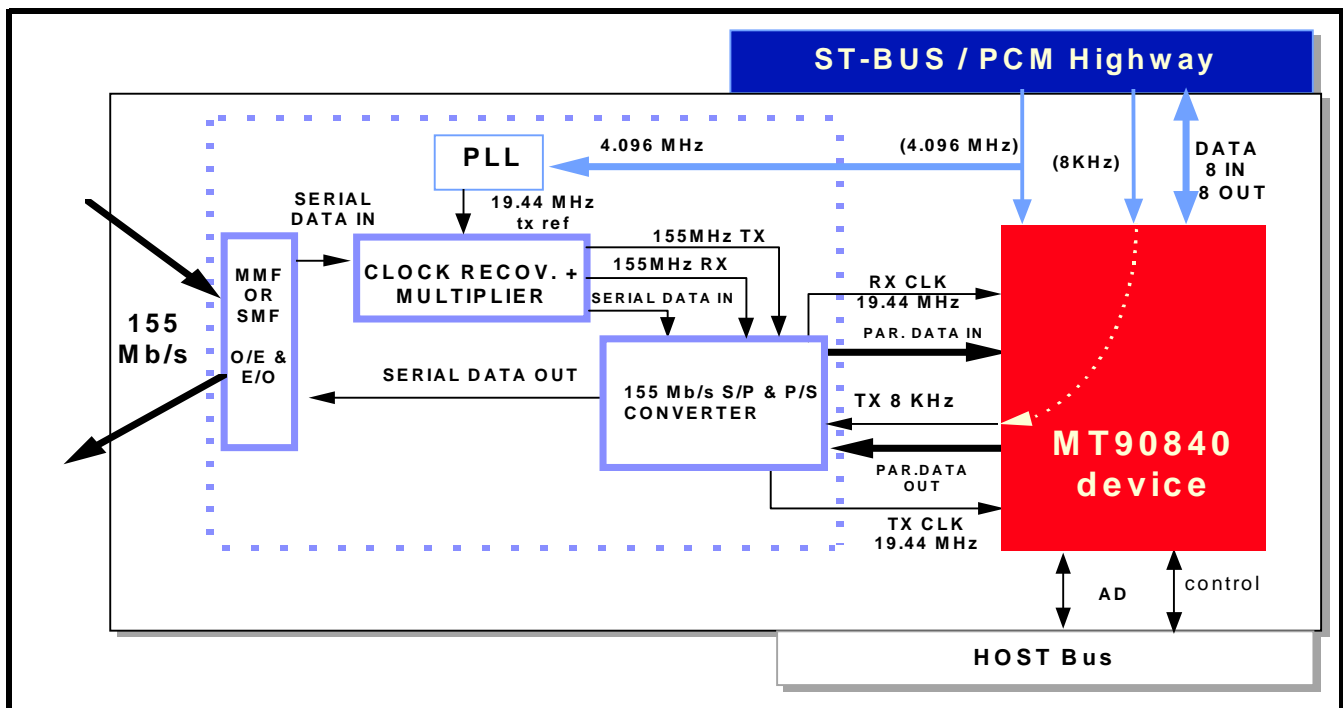 ST-BUS / PCM Highway
PLL
4.096 MHz
(4.096 MHz)
(8KHz)
DATA
8 IN
8 OUT
SERIAL
DATA IN
19.44 MHz
tx ref
155MHz TX
155MHz RX
SERIAL DATA IN
CLOCK RECOV. +
MULTIPLIER
MMF
OR
SMF
O/E &
E/O
155
Mb/s
RX CLK
19.44 MHz
PAR. DATA IN
SERIAL DATA OUT
155 Mb/s S/P & P/S
CONVERTER
TX 8 KHz
PAR.DATA
OUT
MT90840
device
TX CLK
19.44 MHz
AD
control
HOST Bus